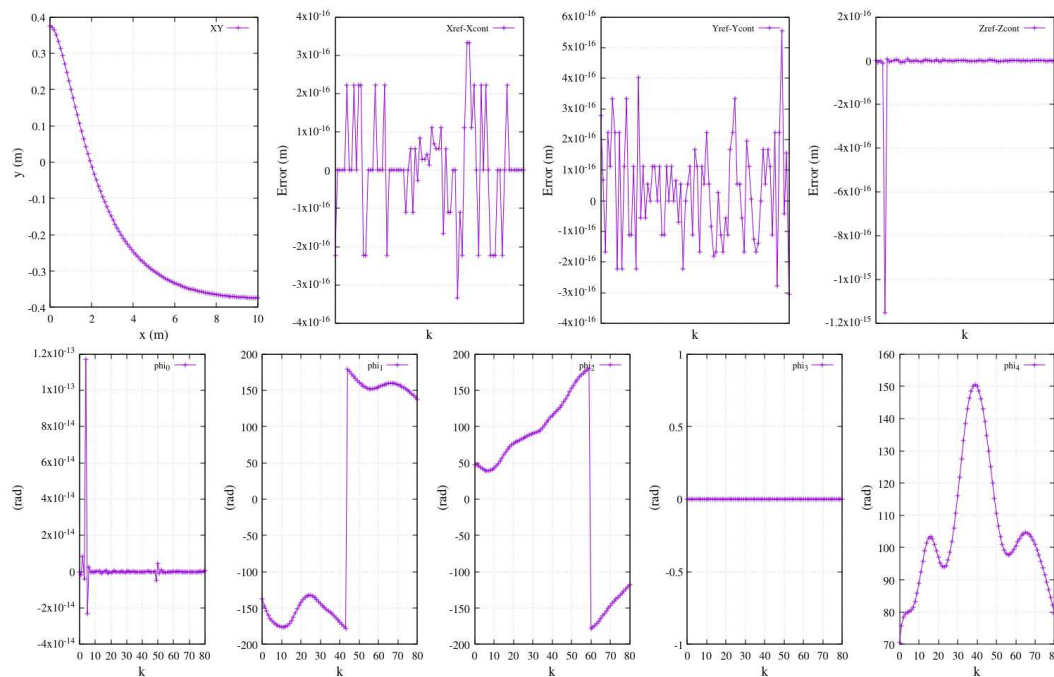 XY
0.4
0.3
0.2
0.1
0
-0.1
-0.2
-0.3
-0.4
y (m)
0 2 4 6 8 10
x (m)
Xref-Xcont
4x10-16
3x10-16
2x10-16
1x10-16
0
-1x10-16
-2x10-16
-3x10-16
-4x10-16
Error (m)
k
Yref-Ycont
6x10-16
5x10-16
4x10-16
3x10-16
2x10-16
1x10-16
0
-1x10-16
-2x10-16
-3x10-16
-4x10-16
Error (m)
k
Zref-Zcont
2x10-16
0
-2x10-16
-4x10-16
-6x10-16
-8x10-16
-1x10-15
-1.2x10-15
Error (m)
k
phi0
1.2x10-13
1x10-13
8x10-14
6x10-14
4x10-14
2x10-14
0
-2x10-14
-4x10-14
(rad)
0 10 20 30 40 50 60 70 80
k
phi1
200
150
100
50
0
-50
-100
-150
-200
(rad)
0 20 40 60 80
k
phi2
200
150
100
50
0
-50
-100
-150
-200
(rad)
0 10 20 30 40 50 60 70 80
k
phi3
1
0.5
0
-0.5
-1
(rad)
0 10 20 30 40 50 60 70 80
k
phi4
160
150
140
130
120
110
100
90
80
70
(rad)
0 10 20 30 40 50 60 70 80
k